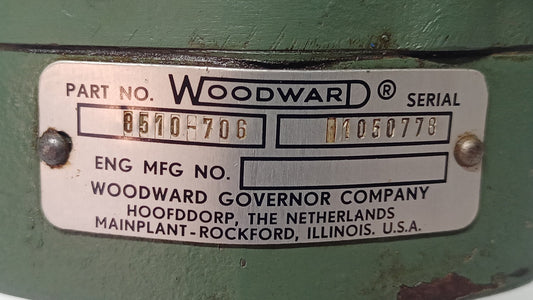 PART NO. WOODWARD ® SERIAL
8510-706 11050778
ENG MFG NO.
WOODWARD GOVERNOR COMPANY
HOOFDDORP, THE NETHERLANDS
MAINPLANT-ROCKFORD, ILLINOIS. U.S.A.